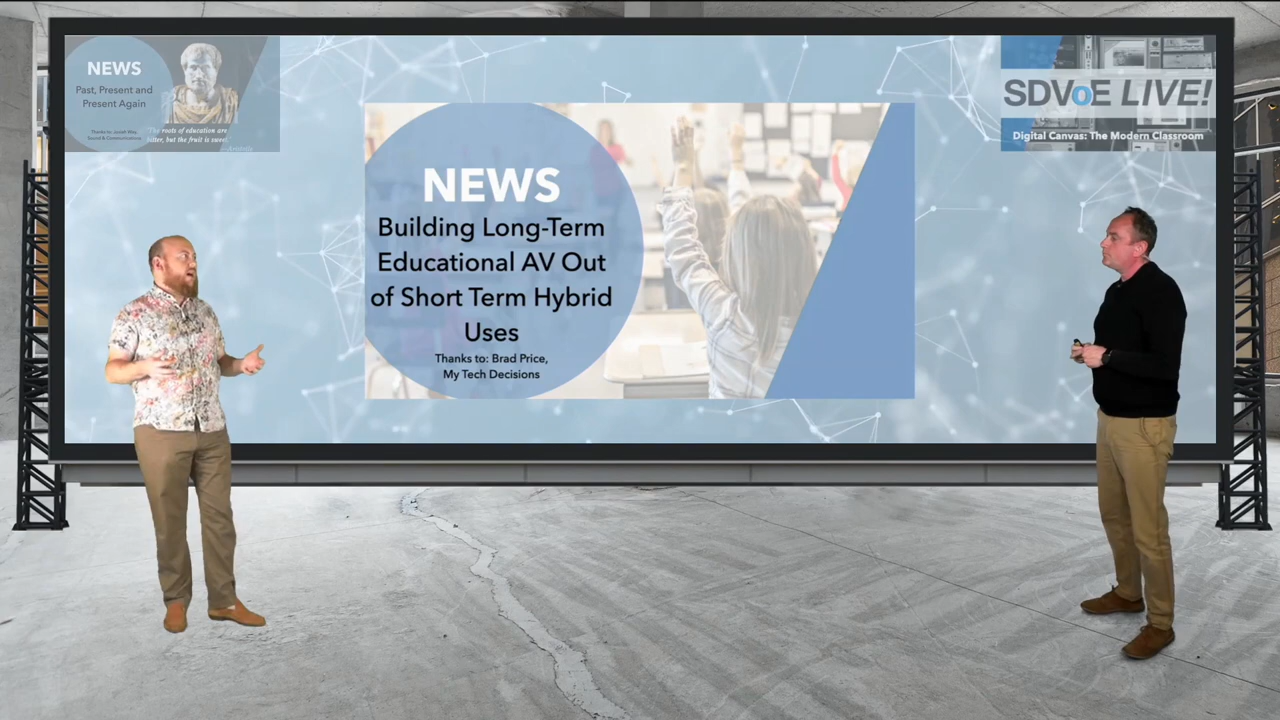 NEWS
Past, Present and
Present Again
Sound & Communications
"The roots of education are
bitter, but the fruit is sweet."
SDVoE LIVE!
Digital Canvas: The Modern Classroom
NEWS
Building Long-Term
Educational AV Out
of Short Term Hybrid
Uses
Thanks to: Brad Price,
My Tech Decisions